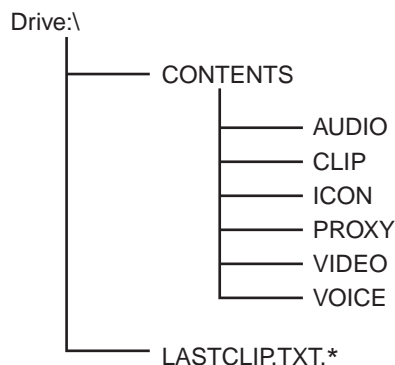 Drive:\
CONTENTS
AUDIO
CLIP
ICON
PROXY
VIDEO
VOICE
LASTCLIP.TXT.*